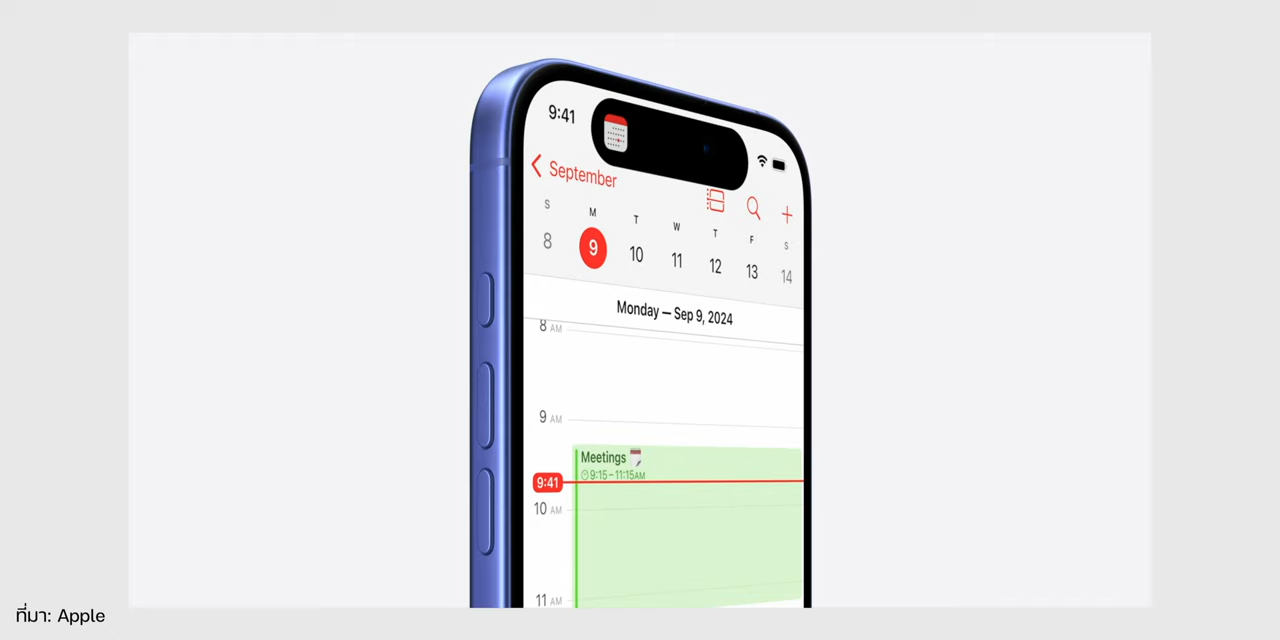 9:41
September
S M T W T F S
8 9 10 11 12 13 14
Monday — Sep 9, 2024
8 AM
9 AM
Meetings
9:15 – 11:15AM
9:41
10 AM
11 AM
ที่มา: Apple